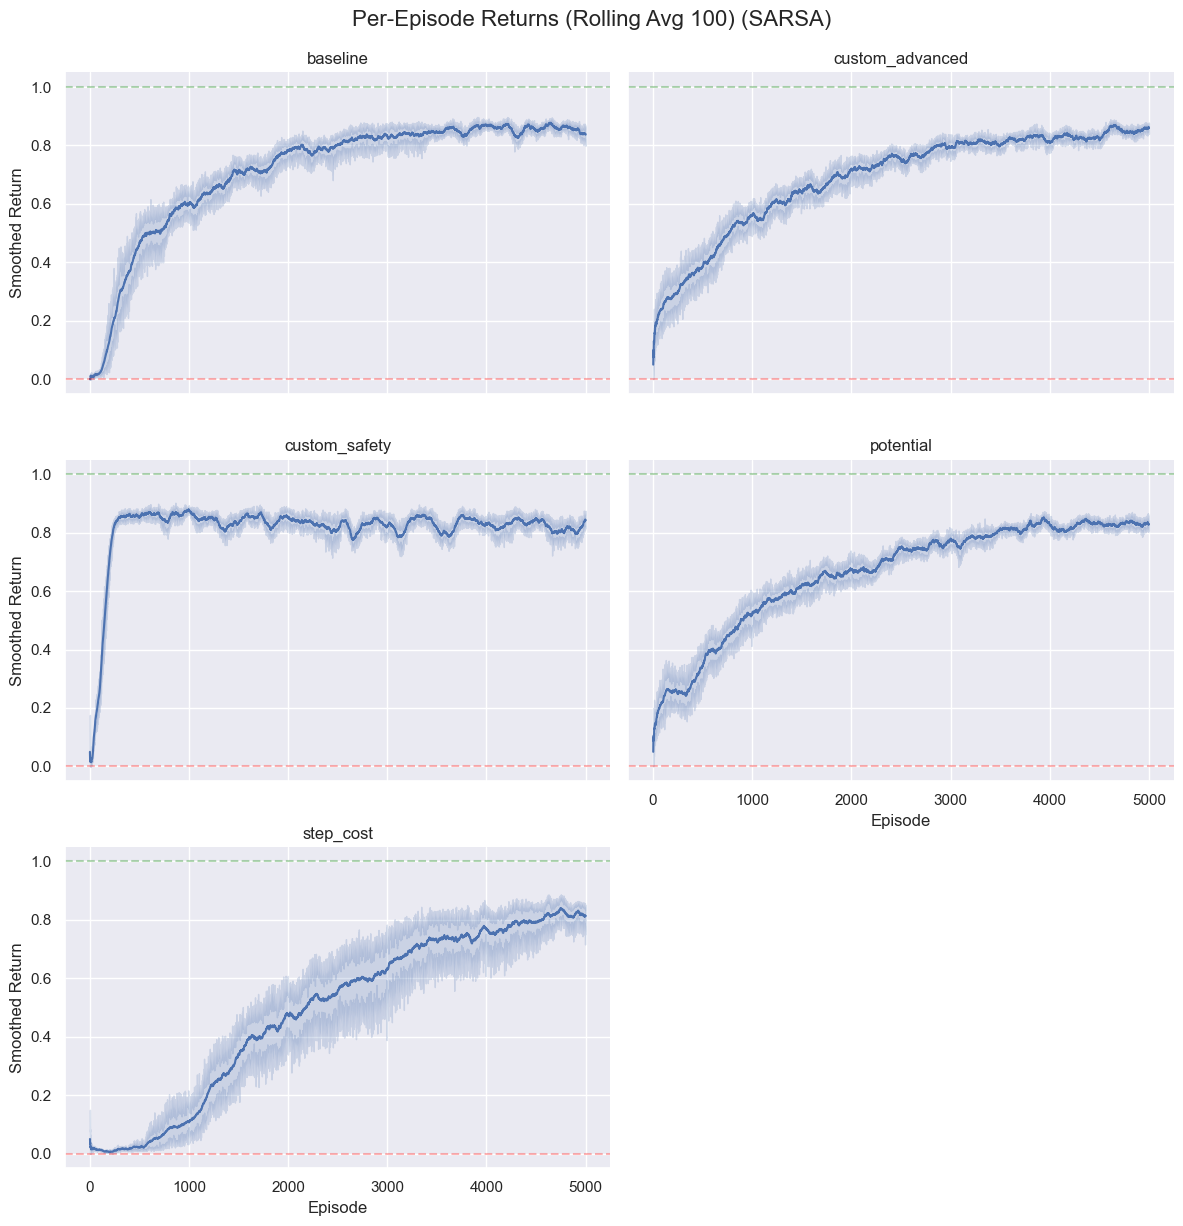 Per-Episode Returns (Rolling Avg 100) (SARSA)
baseline
custom_advanced
1.0
0.8
0.6
0.4
0.2
0.0
Smoothed Return
custom_safety
potential
1.0
0.8
0.6
0.4
0.2
0.0
Smoothed Return
0 1000 2000 3000 4000 5000
Episode
step_cost
1.0
0.8
0.6
0.4
0.2
0.0
Smoothed Return
0 1000 2000 3000 4000 5000
Episode